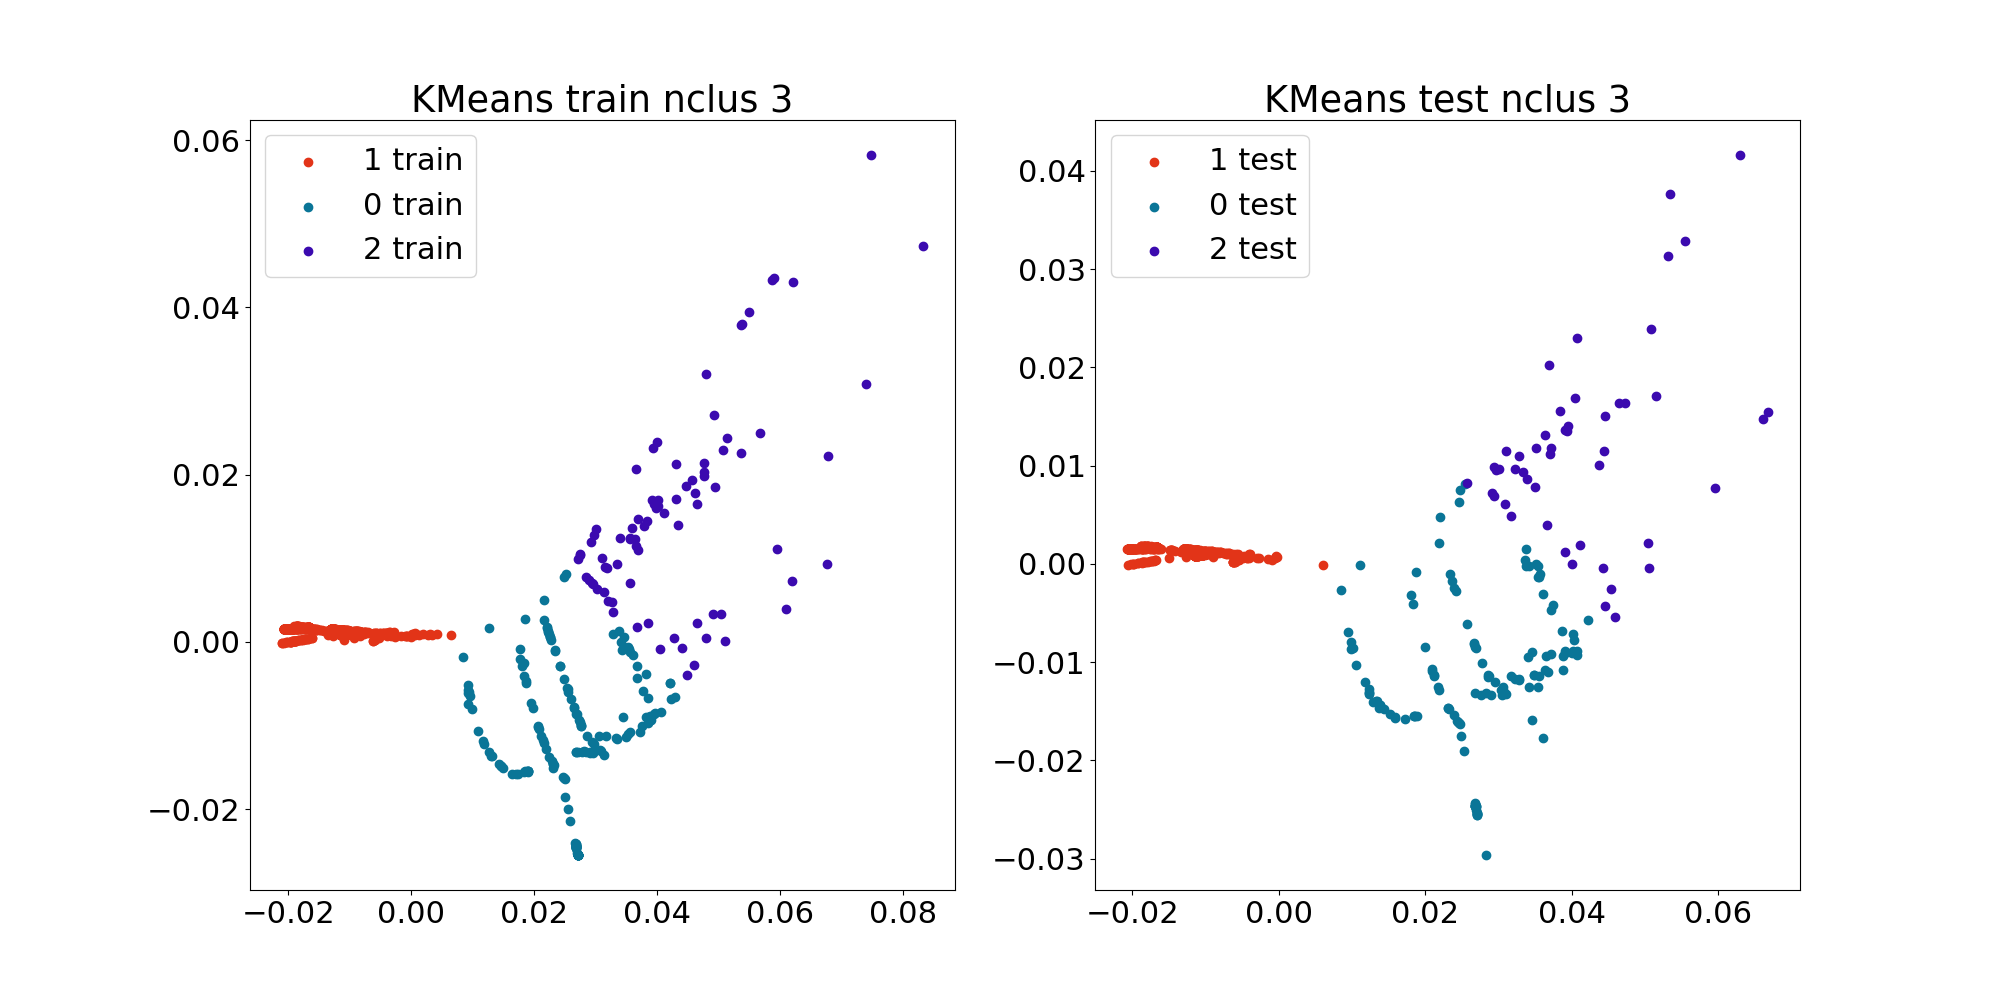 KMeans train nclus 3
1 train
0 train
2 train
0.06
0.04
0.02
0.00
−0.02
−0.02 0.00 0.02 0.04 0.06 0.08
KMeans test nclus 3
1 test
0 test
2 test
0.04
0.03
0.02
0.01
0.00
−0.01
−0.02
−0.03
−0.02 0.00 0.02 0.04 0.06